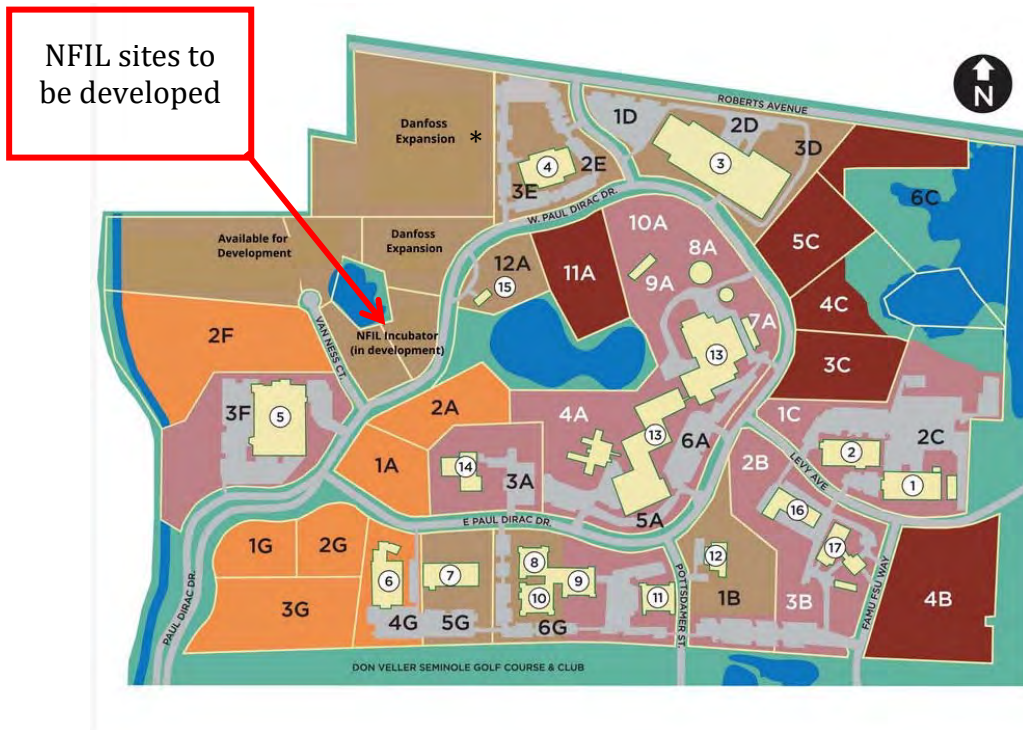 NFIL sites to
be developed
N
ROBERTS AVENUE
1D
2D
3D
3
Danfoss
Expansion *
4
2E
3E
W. PAUL DIRAC DR.
6C
5C
4C
3C
10A
8A
9A
7A
11A
12A
15
13
Available for
Development
Danfoss
Expansion
NFIL Incubator
(in development)
VAN NESS CT.
2F
3F
5
2A
1A
4A
13
6A
14
3A
5A
1C
2C
2
1
LEVY AVE
2B
16
17
E PAUL DIRAC DR.
1G
2G
3G
6
7
8
9
10
11
12
1B
3B
4B
4G
5G
6G
PAUL DIRAC DR.
POTTSDAMER ST.
FAMU FSU WAY
DON VELLER SEMINOLE GOLF COURSE & CLUB